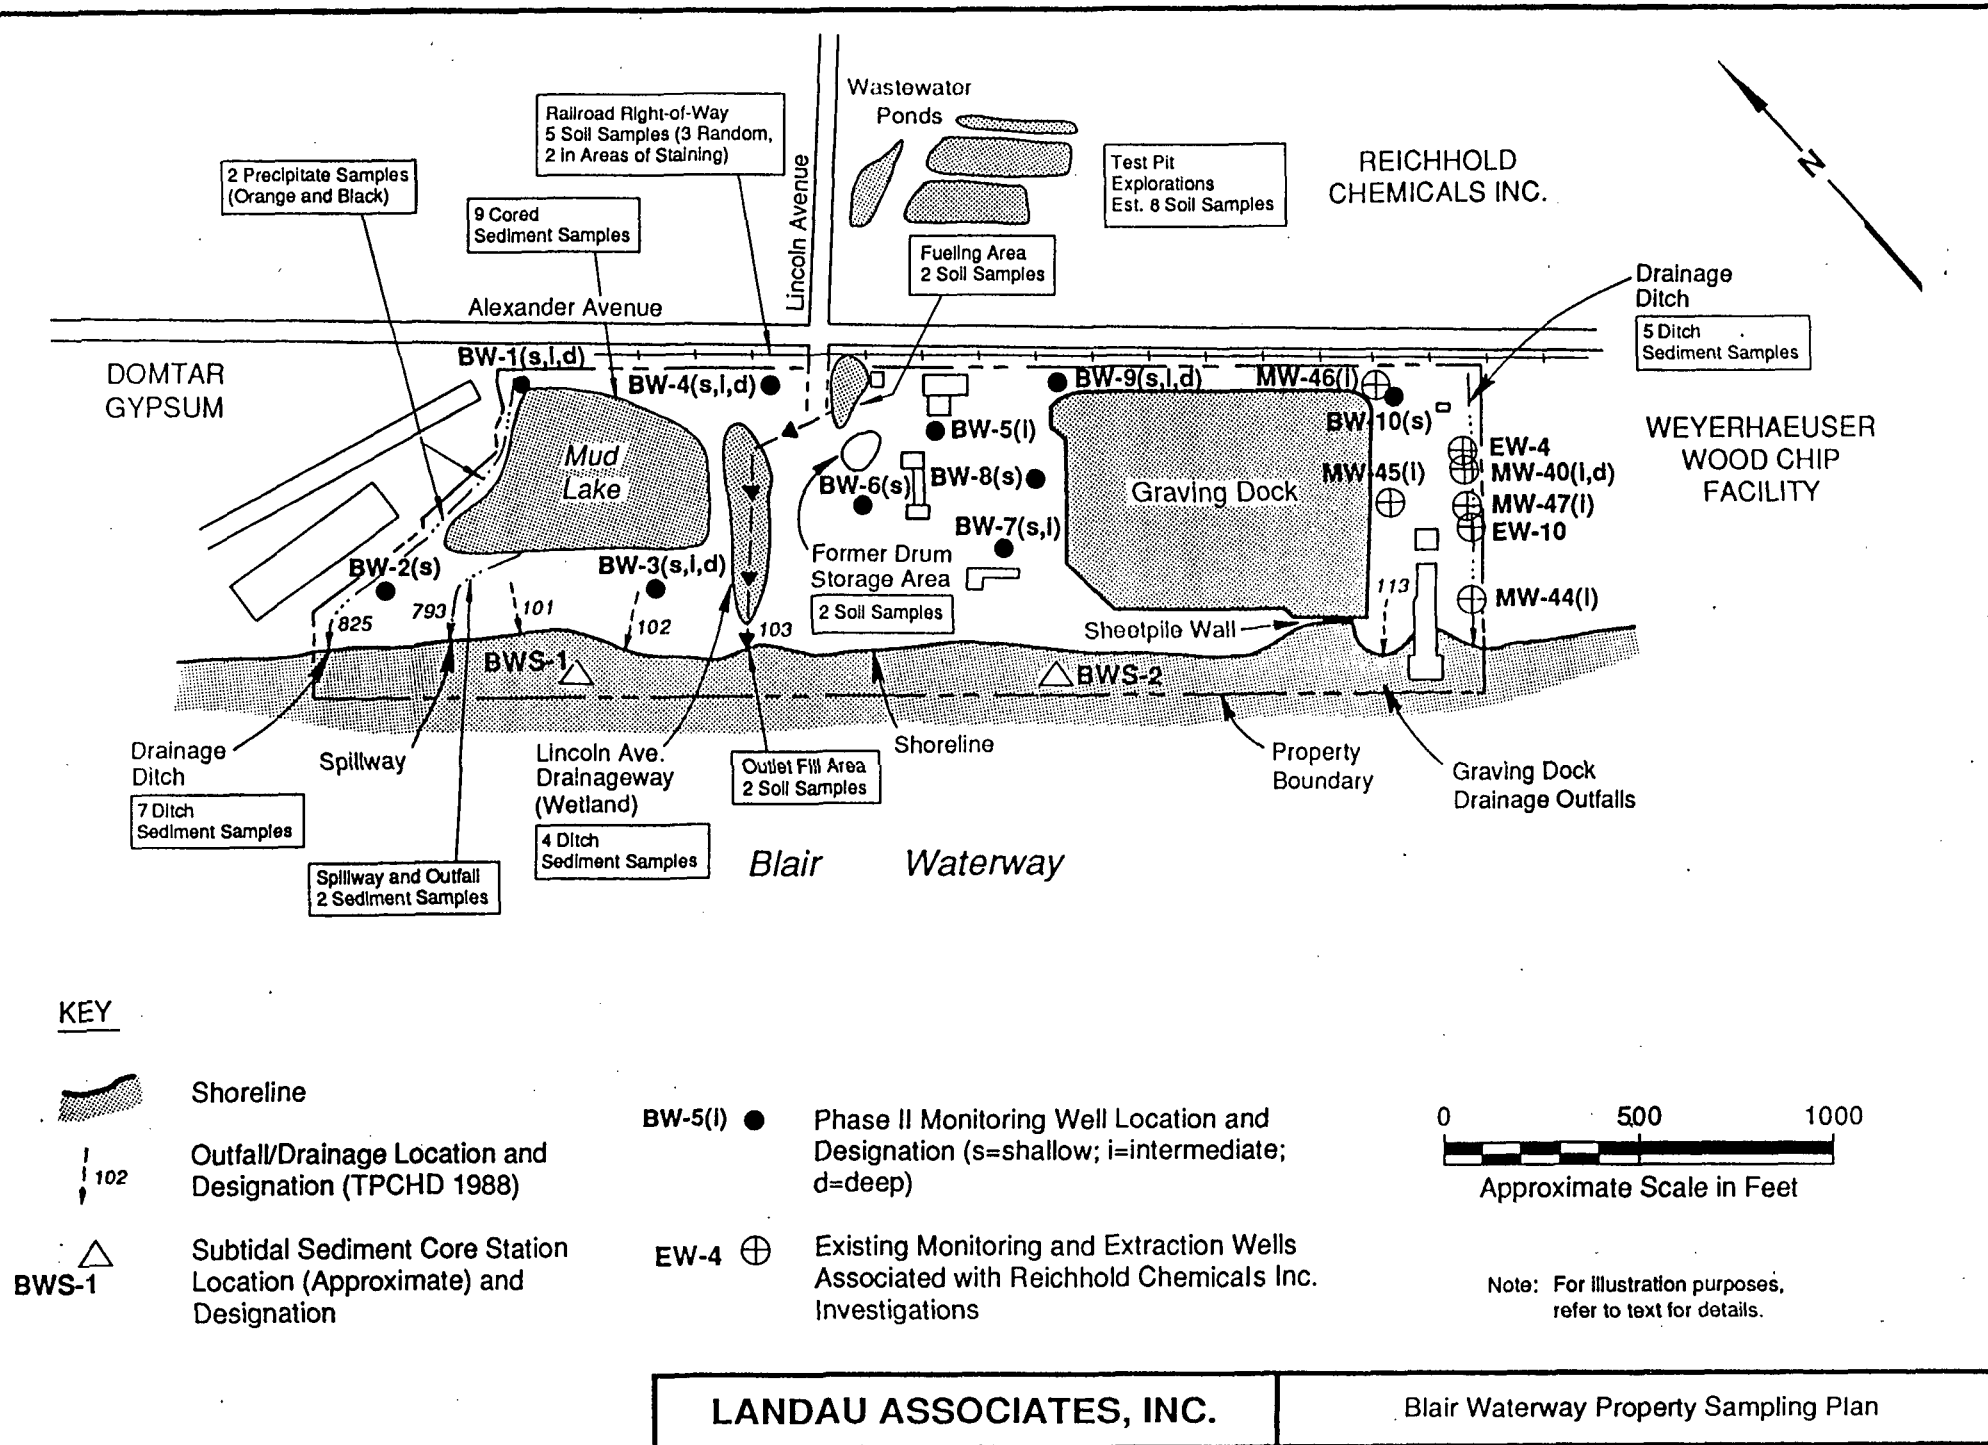 Wastewater
Ponds
Railroad Right-of-Way
5 Soil Samples (3 Random,
2 in Areas of Staining)
Lincoln Avenue
Test Pit
Explorations
Est. 8 Soil Samples
REICHHOLD
CHEMICALS INC.
N
2 Precipitate Samples
(Orange and Black)
9 Cored
Sediment Samples
Fueling Area
2 Soil Samples
Drainage
Ditch
5 Ditch
Sediment Samples
Alexander Avenue
DOMTAR
GYPSUM
BW-1(s,i,d)
BW-4(s,i,d)
BW-9(s,i,d)
MW-46(i)
BW-10(s)
BW-5(i)
WEYERHAEUSER
WOOD CHIP
FACILITY
EW-4
MW-40(i,d)
MW-47(i)
EW-10
MW-45(i)
Mud
Lake
BW-6(s)
BW-8(s)
Graving Dock
BW-7(s,i)
BW-2(s)
BW-3(s,i,d)
Former Drum
Storage Area
2 Soil Samples
113
MW-44(i)
825
793
101
102
103
Sheetpile Wall
BWS-1
BWS-2
Drainage
Ditch
7 Ditch
Sediment Samples
Spillway
Spillway and Outfall
2 Sediment Samples
Lincoln Ave.
Drainageway
(Wetland)
4 Ditch
Sediment Samples
Outlet Fill Area
2 Soil Samples
Shoreline
Property
Boundary
Graving Dock
Drainage Outfalls
Blair Waterway
KEY
Shoreline
102
Outfall/Drainage Location and
Designation (TPCHD 1988)
BWS-1
Subtidal Sediment Core Station
Location (Approximate) and
Designation
BW-5(i)
Phase II Monitoring Well Location and
Designation (s=shallow; i=intermediate;
d=deep)
EW-4
Existing Monitoring and Extraction Wells
Associated with Reichhold Chemicals Inc.
Investigations
0 500 1000
Approximate Scale in Feet
Note: For illustration purposes,
refer to text for details.
LANDAU ASSOCIATES, INC.
Blair Waterway Property Sampling Plan